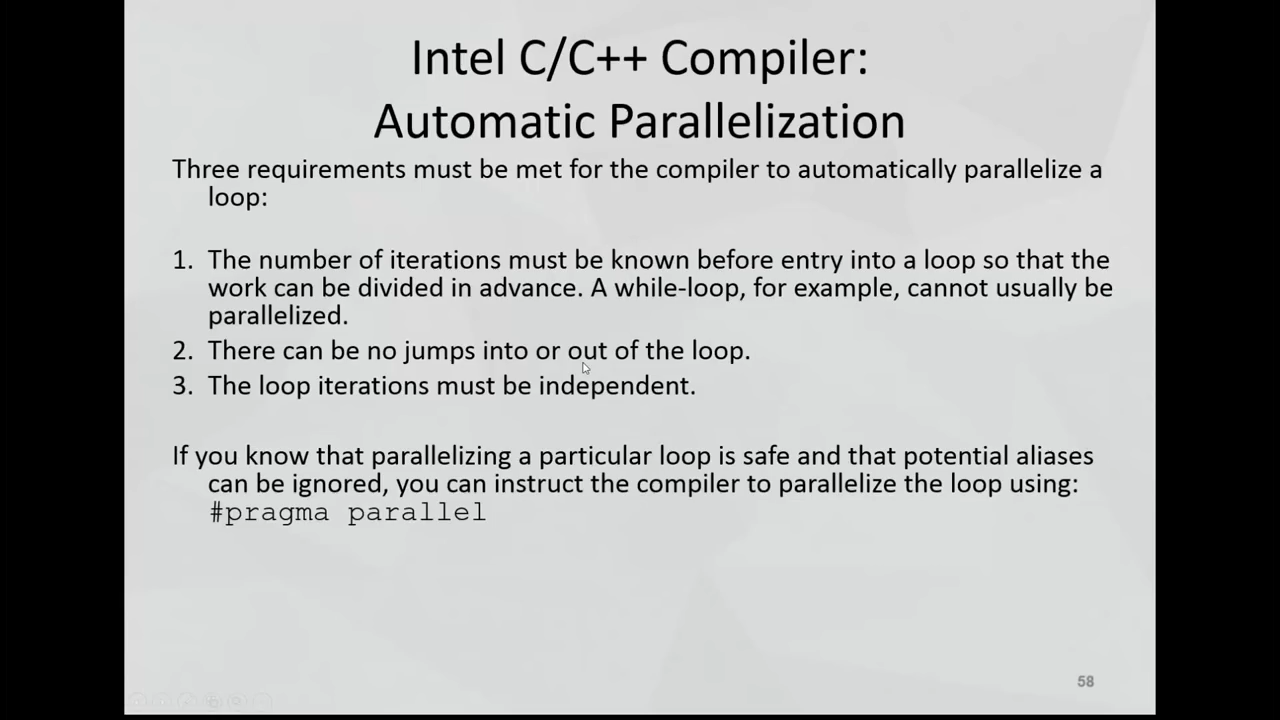 Intel C/C++ Compiler:
Automatic Parallelization
Three requirements must be met for the compiler to automatically parallelize a
loop:
1. The number of iterations must be known before entry into a loop so that the
work can be divided in advance. A while-loop, for example, cannot usually be
parallelized.
2. There can be no jumps into or out of the loop.
3. The loop iterations must be independent.
If you know that parallelizing a particular loop is safe and that potential aliases
can be ignored, you can instruct the compiler to parallelize the loop using:
#pragma parallel
58